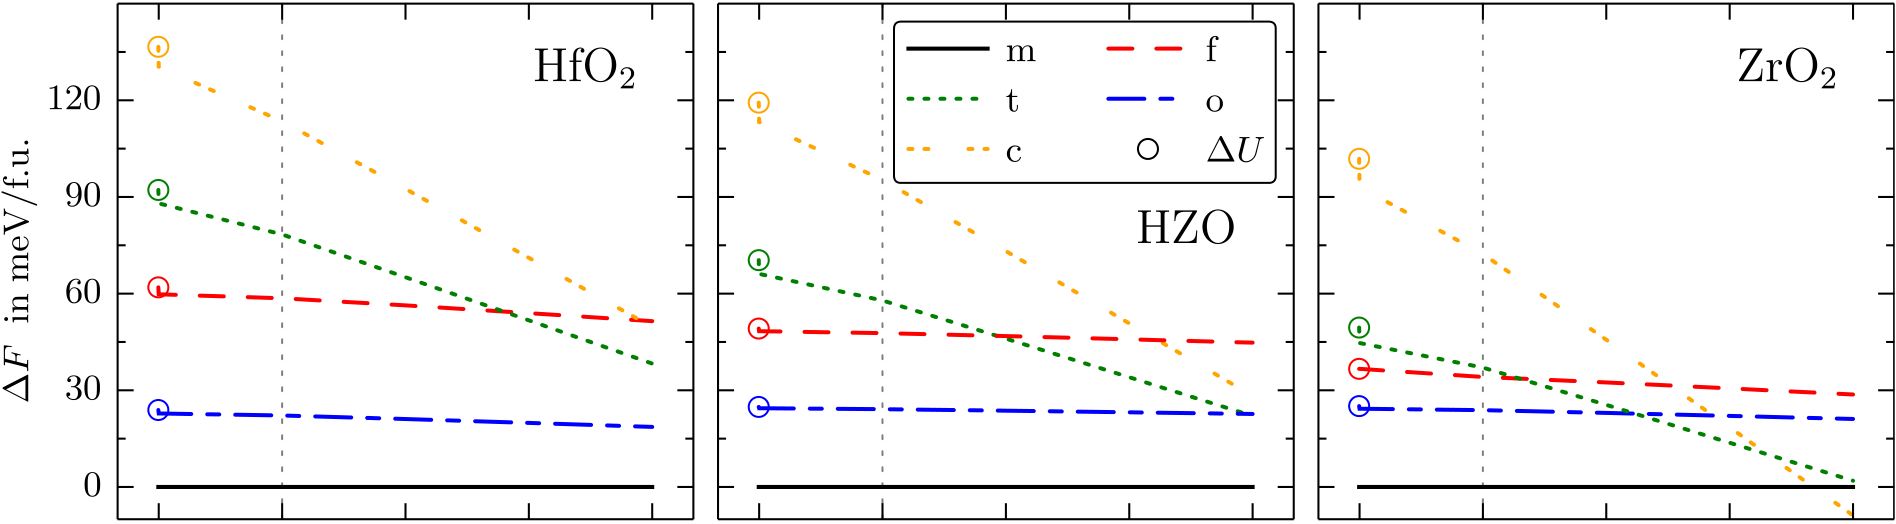 ΔF in meV/f.u.
120
90
60
30
0
HfO₂
m
f
t
o
c
ΔU
HZO
ZrO₂